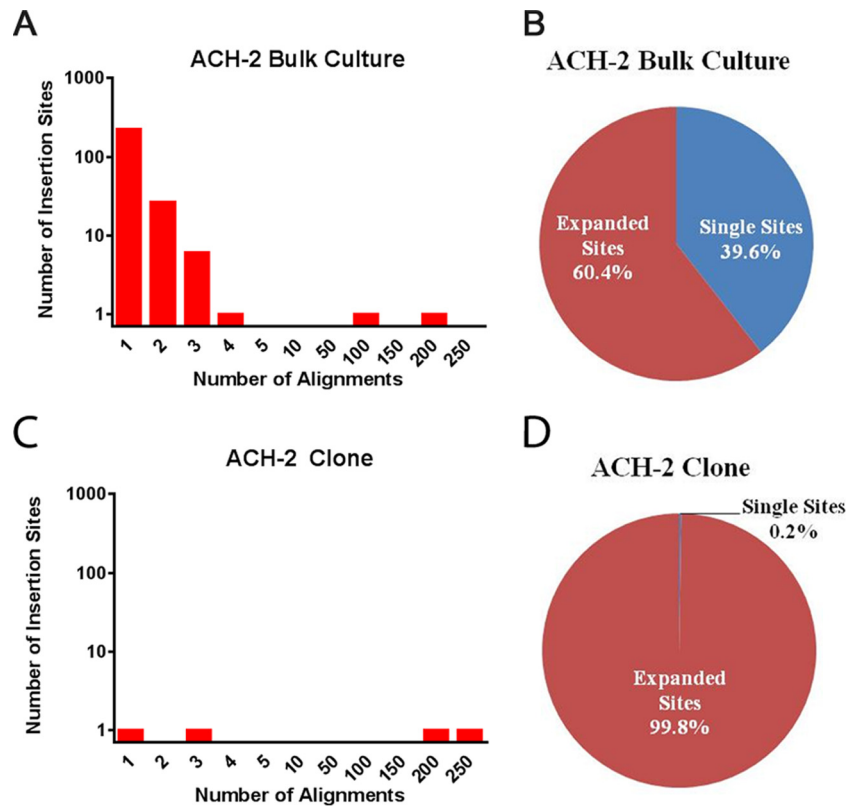 A
ACH-2 Bulk Culture
Number of Insertion Sites
1000
100
10
1
1 2 3 4 5 10 50 100 150 200 250
Number of Alignments
B
ACH-2 Bulk Culture
Expanded
Sites
60.4%
Single Sites
39.6%
C
ACH-2 Clone
Number of Insertion Sites
1000
100
10
1
1 2 3 4 5 10 50 100 150 200 250
Number of Alignments
D
ACH-2 Clone
Single Sites
0.2%
Expanded
Sites
99.8%